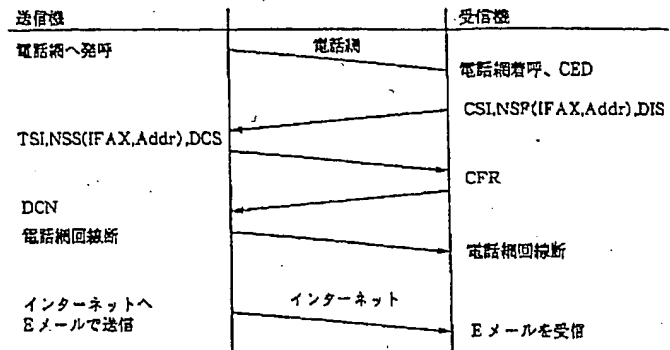 送信機
受信機
電話網へ発呼
電話網
電話網着呼、CED
CSI,NSF(IFAX,Addr),DIS
TSI,NSS(IFAX,Addr),DCS
CFR
DCN
電話網回線断
電話網回線断
インターネットへ
Eメールで送信
インターネット
Eメールを受信